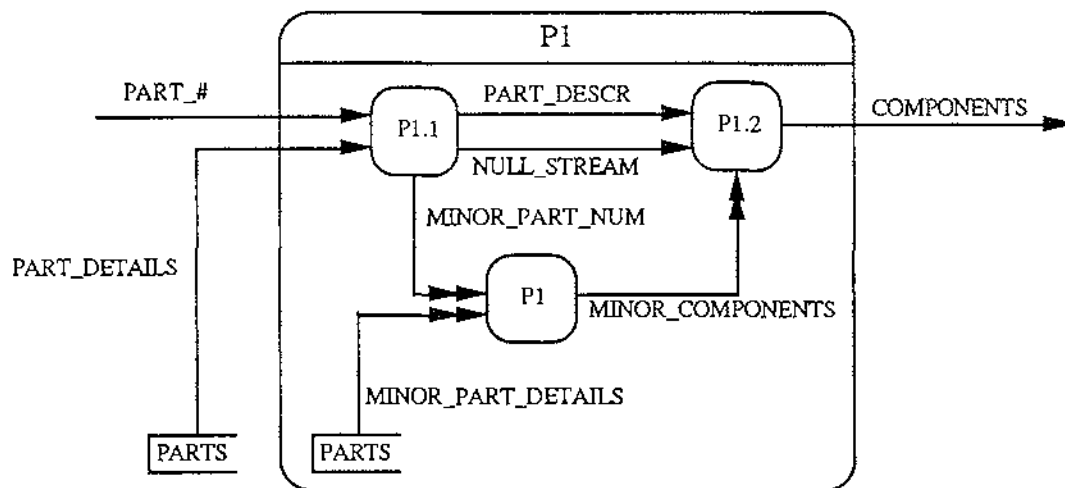 P1
PART_#
PART_DESCR
COMPONENTS
P1.1
P1.2
NULL_STREAM
MINOR_PART_NUM
PART_DETAILS
P1
MINOR_COMPONENTS
MINOR_PART_DETAILS
PARTS
PARTS